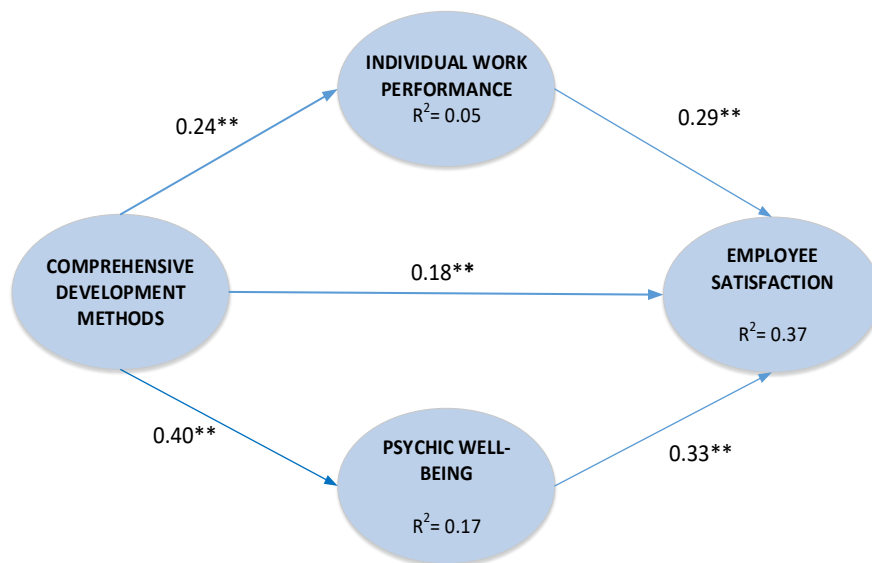 INDIVIDUAL WORK
PERFORMANCE
R²= 0.05
0.24**
0.29**
COMPREHENSIVE
DEVELOPMENT
METHODS
0.18**
EMPLOYEE
SATISFACTION
R²= 0.37
0.40**
PSYCHIC WELL-
BEING
R²= 0.17
0.33**